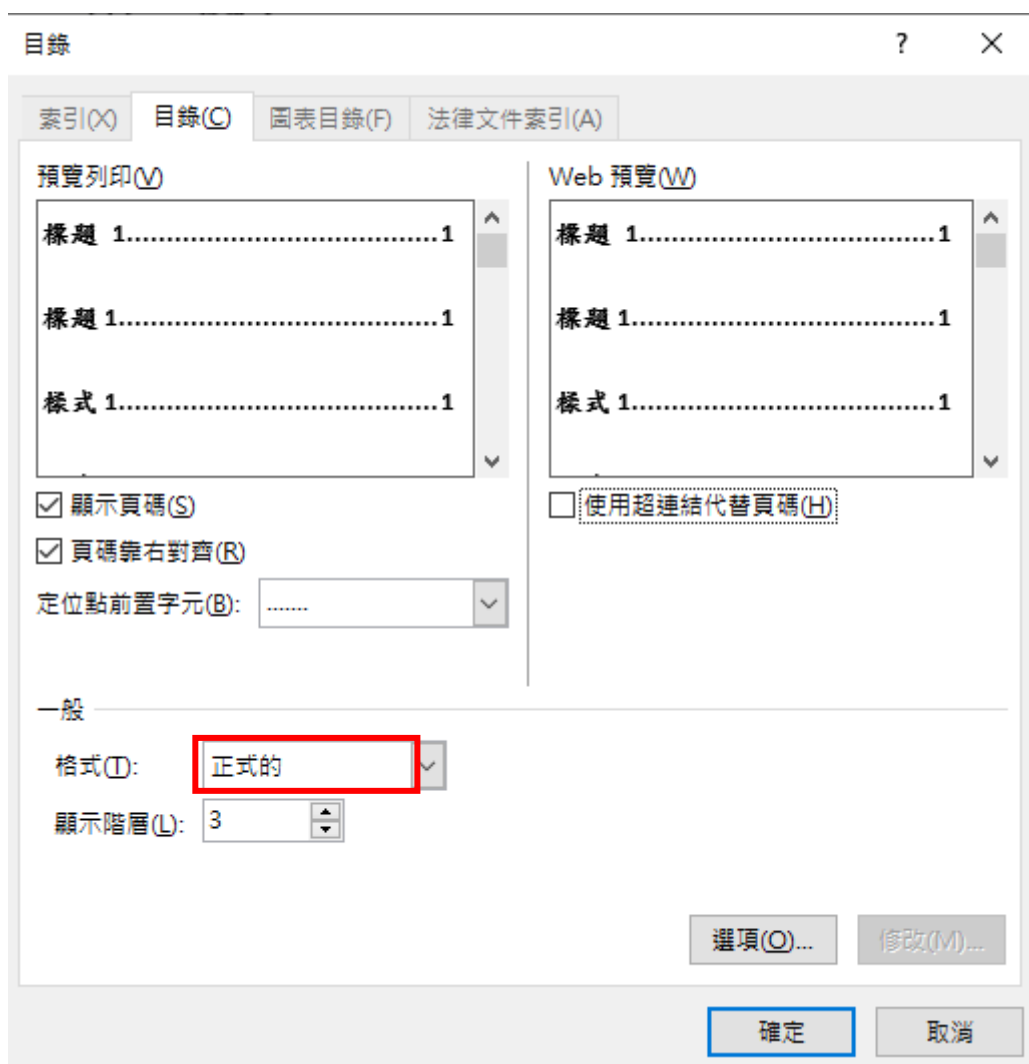 目錄 ? ×
索引(X) 目錄(C) 圖表目錄(F) 法律文件索引(A)
預覽列印(V)
標題 1.......................................1
標題 1........................................1
樣式 1........................................1
Web 預覽(W)
標題 1.....................................1
標題 1......................................1
樣式 1......................................1
顯示頁碼(S)
頁碼靠右對齊(R)
定位點前置字元(B): .......
使用超連結代替頁碼(H)
一般
格式(T): 正式的
顯示階層(L): 3
選項(O)... 修改(M)...
確定 取消